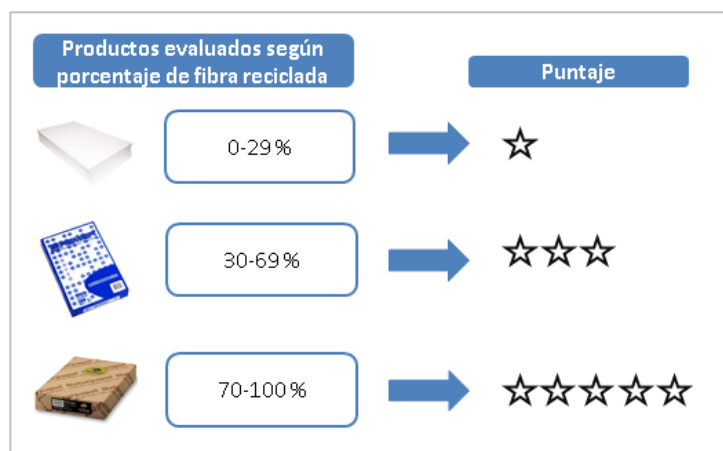 Productos evaluados según
porcentaje de fibra reciclada
Puntaje
0-29%
30-69%
70-100%